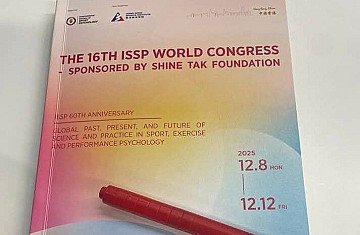 THE 16TH ISSP WORLD CONGRESS
- SPONSORED BY SHINE TAK FOUNDATION
ISSP 60TH ANNIVERSARY
GLOBAL PAST, PRESENT, AND FUTURE OF
SCIENCE AND PRACTICE IN SPORT, EXERCISE
AND PERFORMANCE PSYCHOLOGY
2025
12.8 MON
12.12 FRI